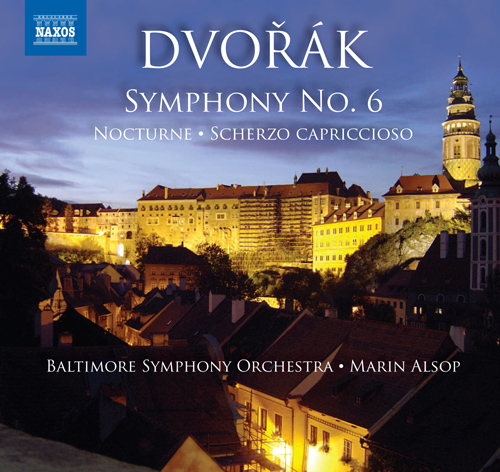 NAXOS
DVOŘÁK
SYMPHONY NO. 6
NOCTURNE • SCHERZO CAPRICCIOSO
BALTIMORE SYMPHONY ORCHESTRA • MARIN ALSOP